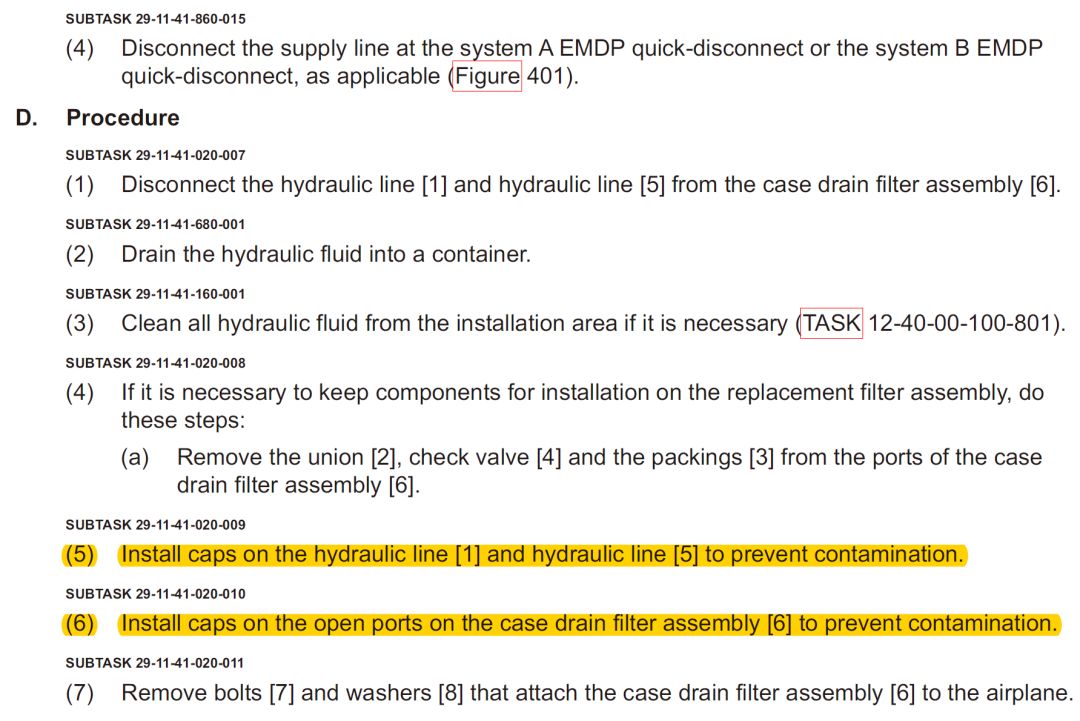 SUBTASK 29-11-41-860-015
(4) Disconnect the supply line at the system A EMDP quick-disconnect or the system B EMDP
quick-disconnect, as applicable (Figure 401).
D. Procedure
SUBTASK 29-11-41-020-007
(1) Disconnect the hydraulic line [1] and hydraulic line [5] from the case drain filter assembly [6].
SUBTASK 29-11-41-680-001
(2) Drain the hydraulic fluid into a container.
SUBTASK 29-11-41-160-001
(3) Clean all hydraulic fluid from the installation area if it is necessary (TASK 12-40-00-100-801).
SUBTASK 29-11-41-020-008
(4) If it is necessary to keep components for installation on the replacement filter assembly, do
these steps:
(a) Remove the union [2], check valve [4] and the packings [3] from the ports of the case
drain filter assembly [6].
SUBTASK 29-11-41-020-009
(5) Install caps on the hydraulic line [1] and hydraulic line [5] to prevent contamination.
SUBTASK 29-11-41-020-010
(6) Install caps on the open ports on the case drain filter assembly [6] to prevent contamination.
SUBTASK 29-11-41-020-011
(7) Remove bolts [7] and washers [8] that attach the case drain filter assembly [6] to the airplane.